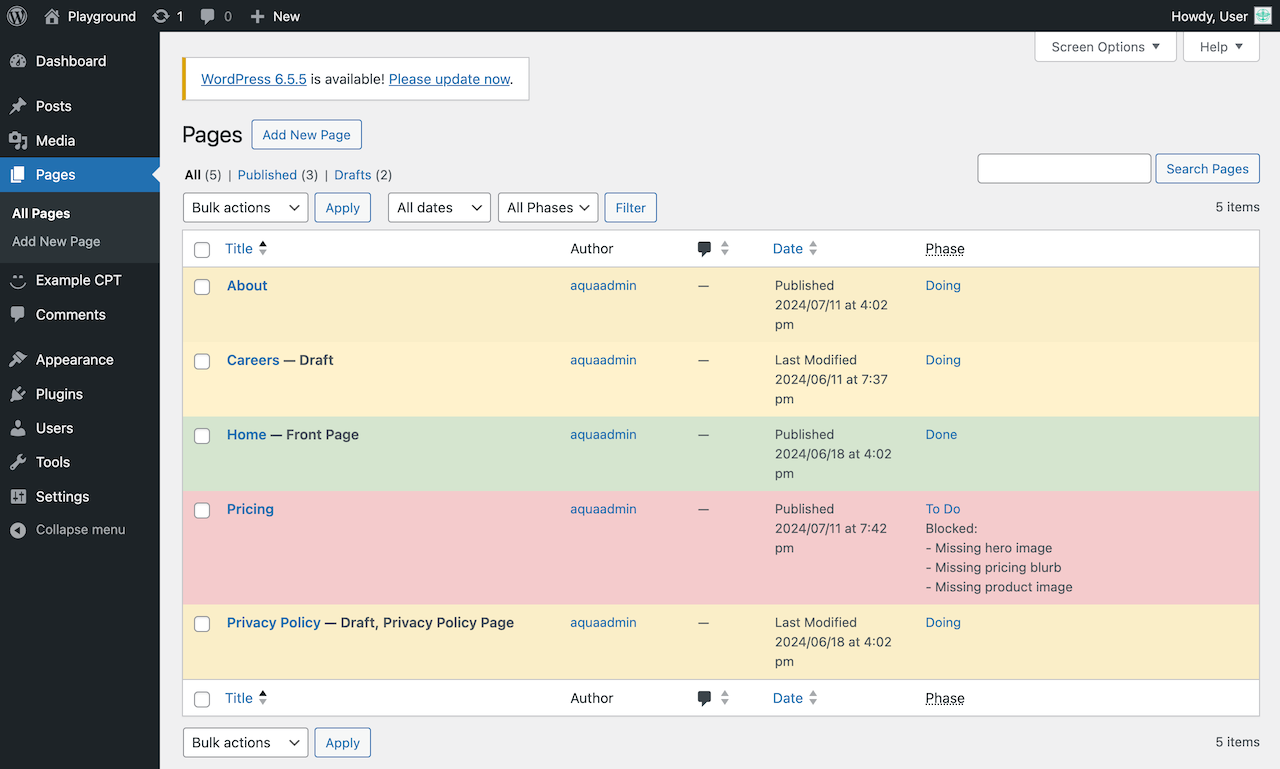 Playground 1 0 New Howdy, User
Screen Options Help
Dashboard
Posts
Media
Pages
All Pages
Add New Page
Example CPT
Comments
Appearance
Plugins
Users
Tools
Settings
Collapse menu
WordPress 6.5.5 is available! Please update now.
Pages Add New Page
All (5) | Published (3) | Drafts (2)
Search Pages
Bulk actions Apply All dates All Phases Filter
5 items
Title Author Date Phase
About aquaadmin — Published Doing
2024/07/11 at 4:02
pm
Careers — Draft aquaadmin — Last Modified Doing
2024/06/11 at 7:37
pm
Home — Front Page aquaadmin — Published Done
2024/06/18 at 4:02
pm
Pricing aquaadmin — Published To Do
2024/07/11 at 7:42 Blocked:
pm - Missing hero image
- Missing pricing blurb
- Missing product image
Privacy Policy — Draft, Privacy Policy Page aquaadmin — Last Modified Doing
2024/06/18 at 4:02
pm
Title Author Date Phase
Bulk actions Apply 5 items